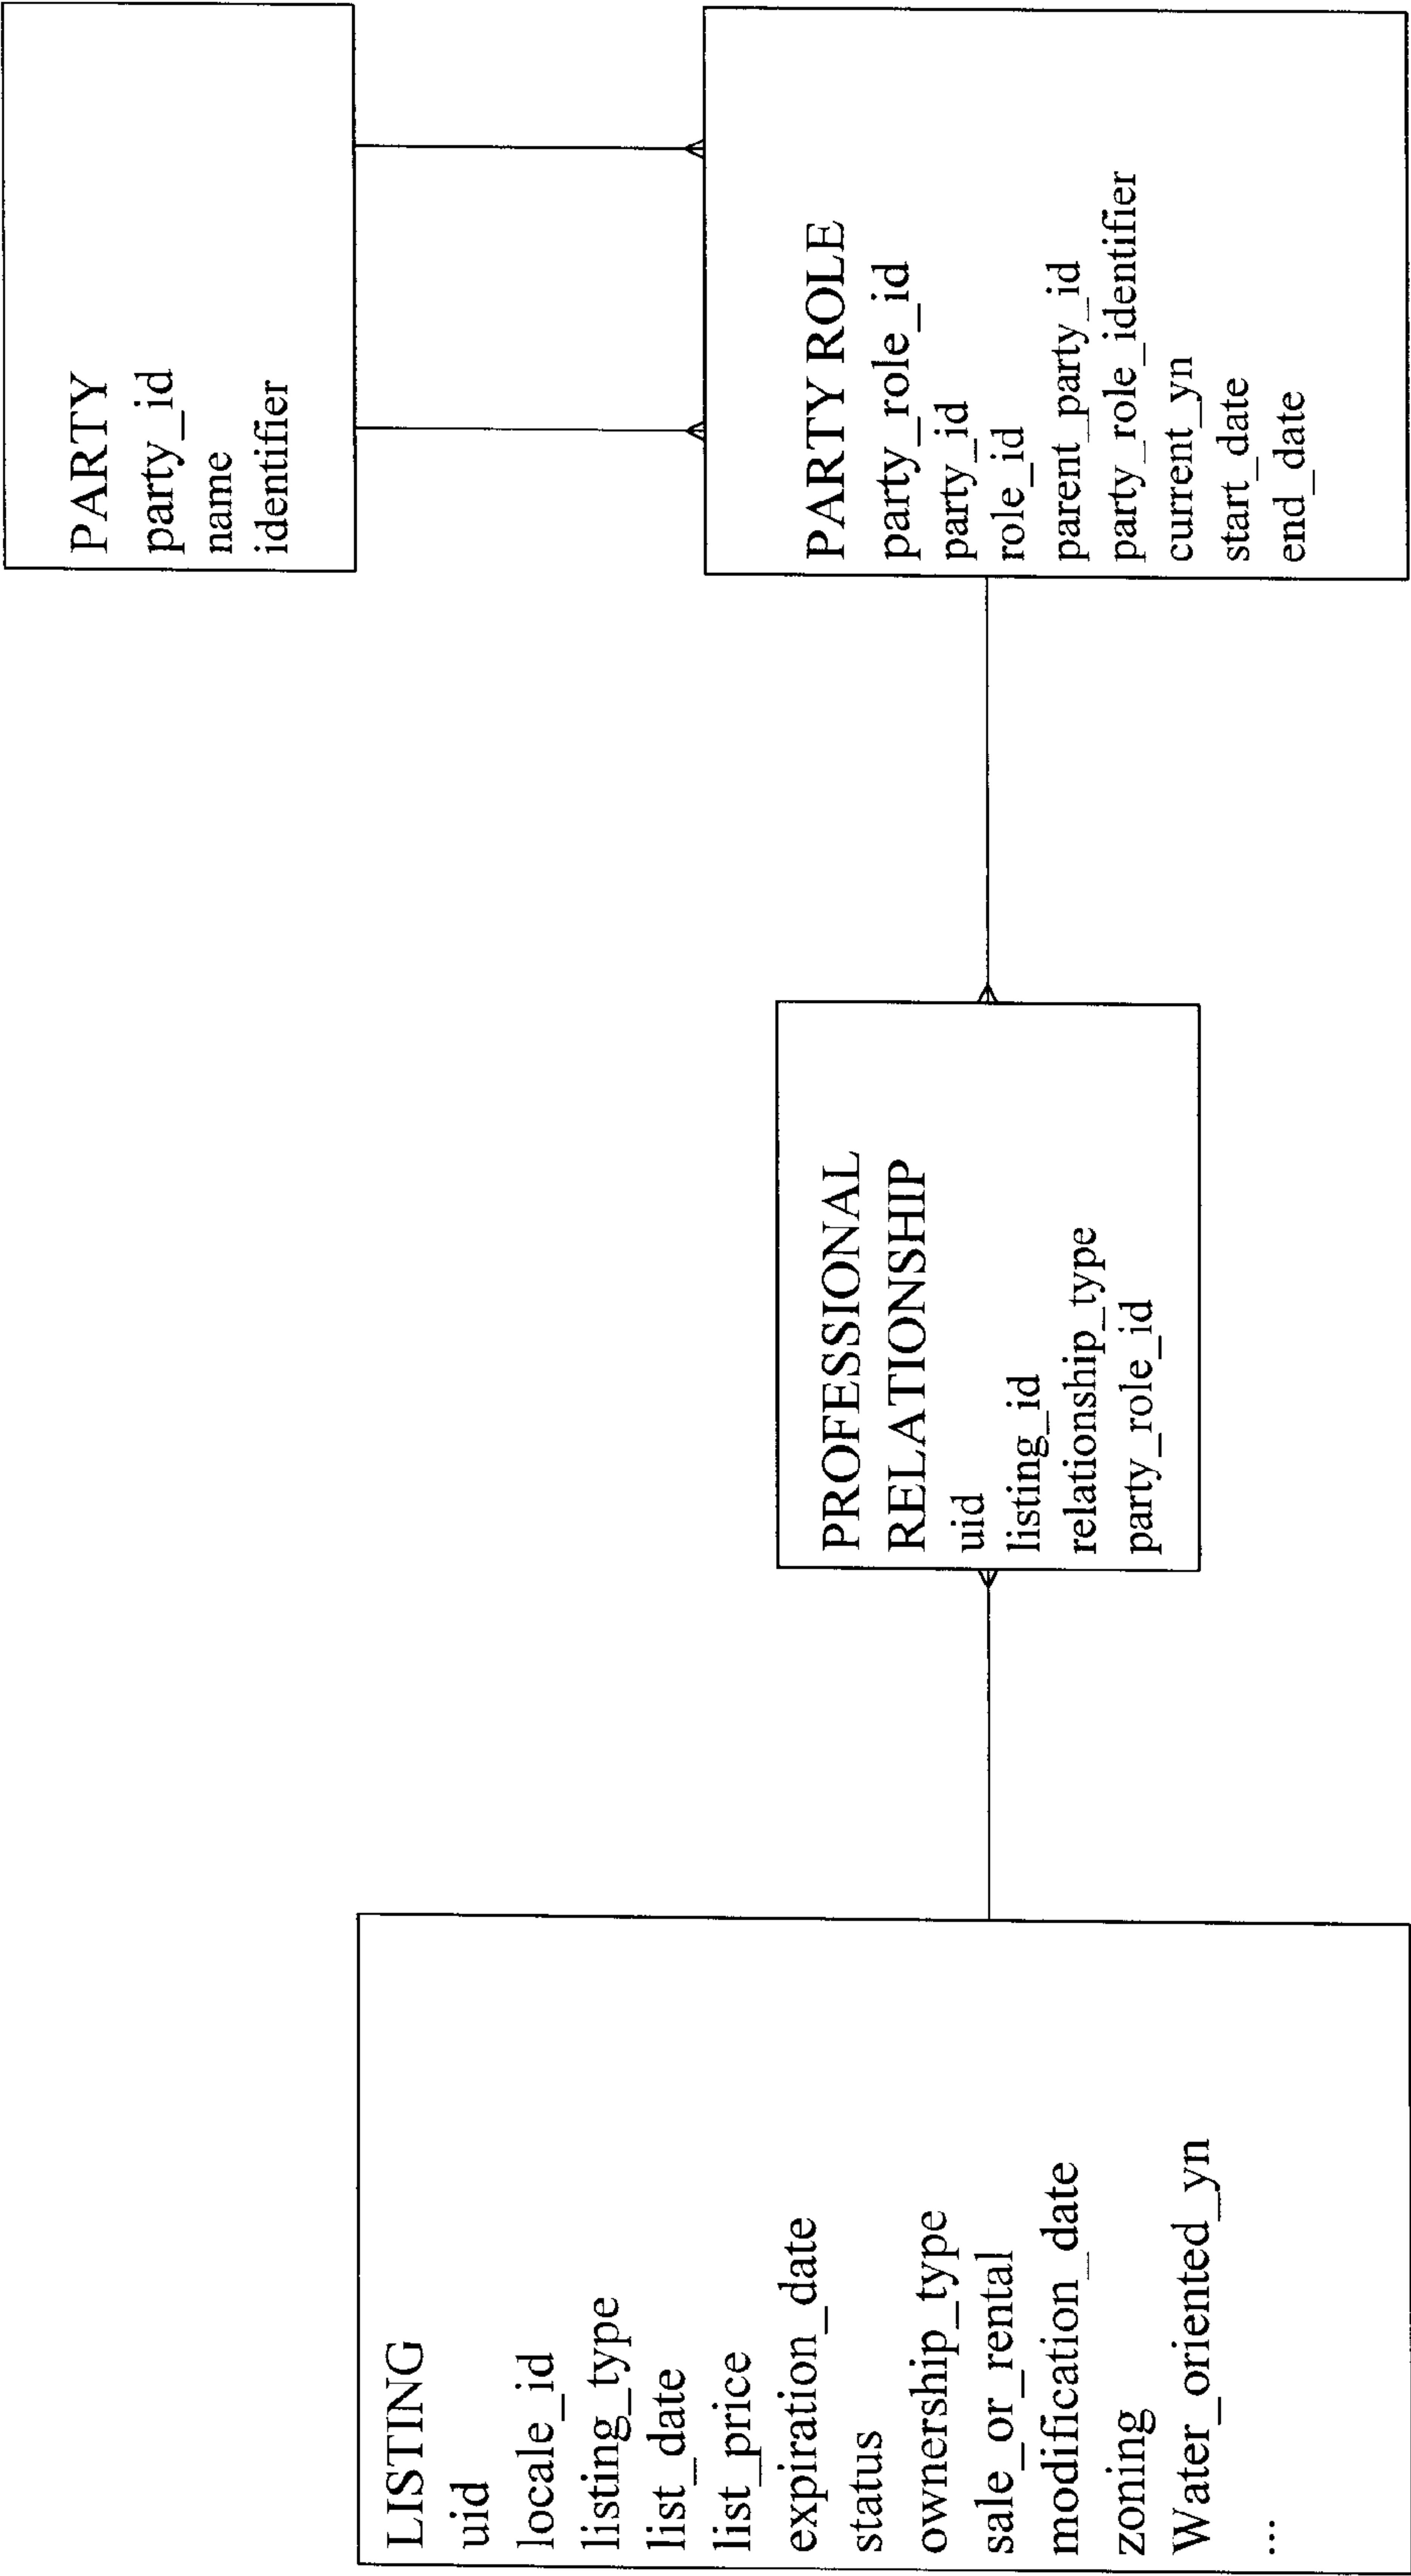 LISTING
uid
locale_id
listing_type
list_date
list_price
expiration_date
status
ownership_type
sale_or_rental
modification_date
zoning
Water_oriented_yn
...
PROFESSIONAL
RELATIONSHIP
uid
listing_id
relationship_type
party_role_id
PARTY
party_id
name
identifier
PARTY ROLE
party_role_id
party_id
role_id
parent_party_id
party_role_identifier
current_yn
start_date
end_date